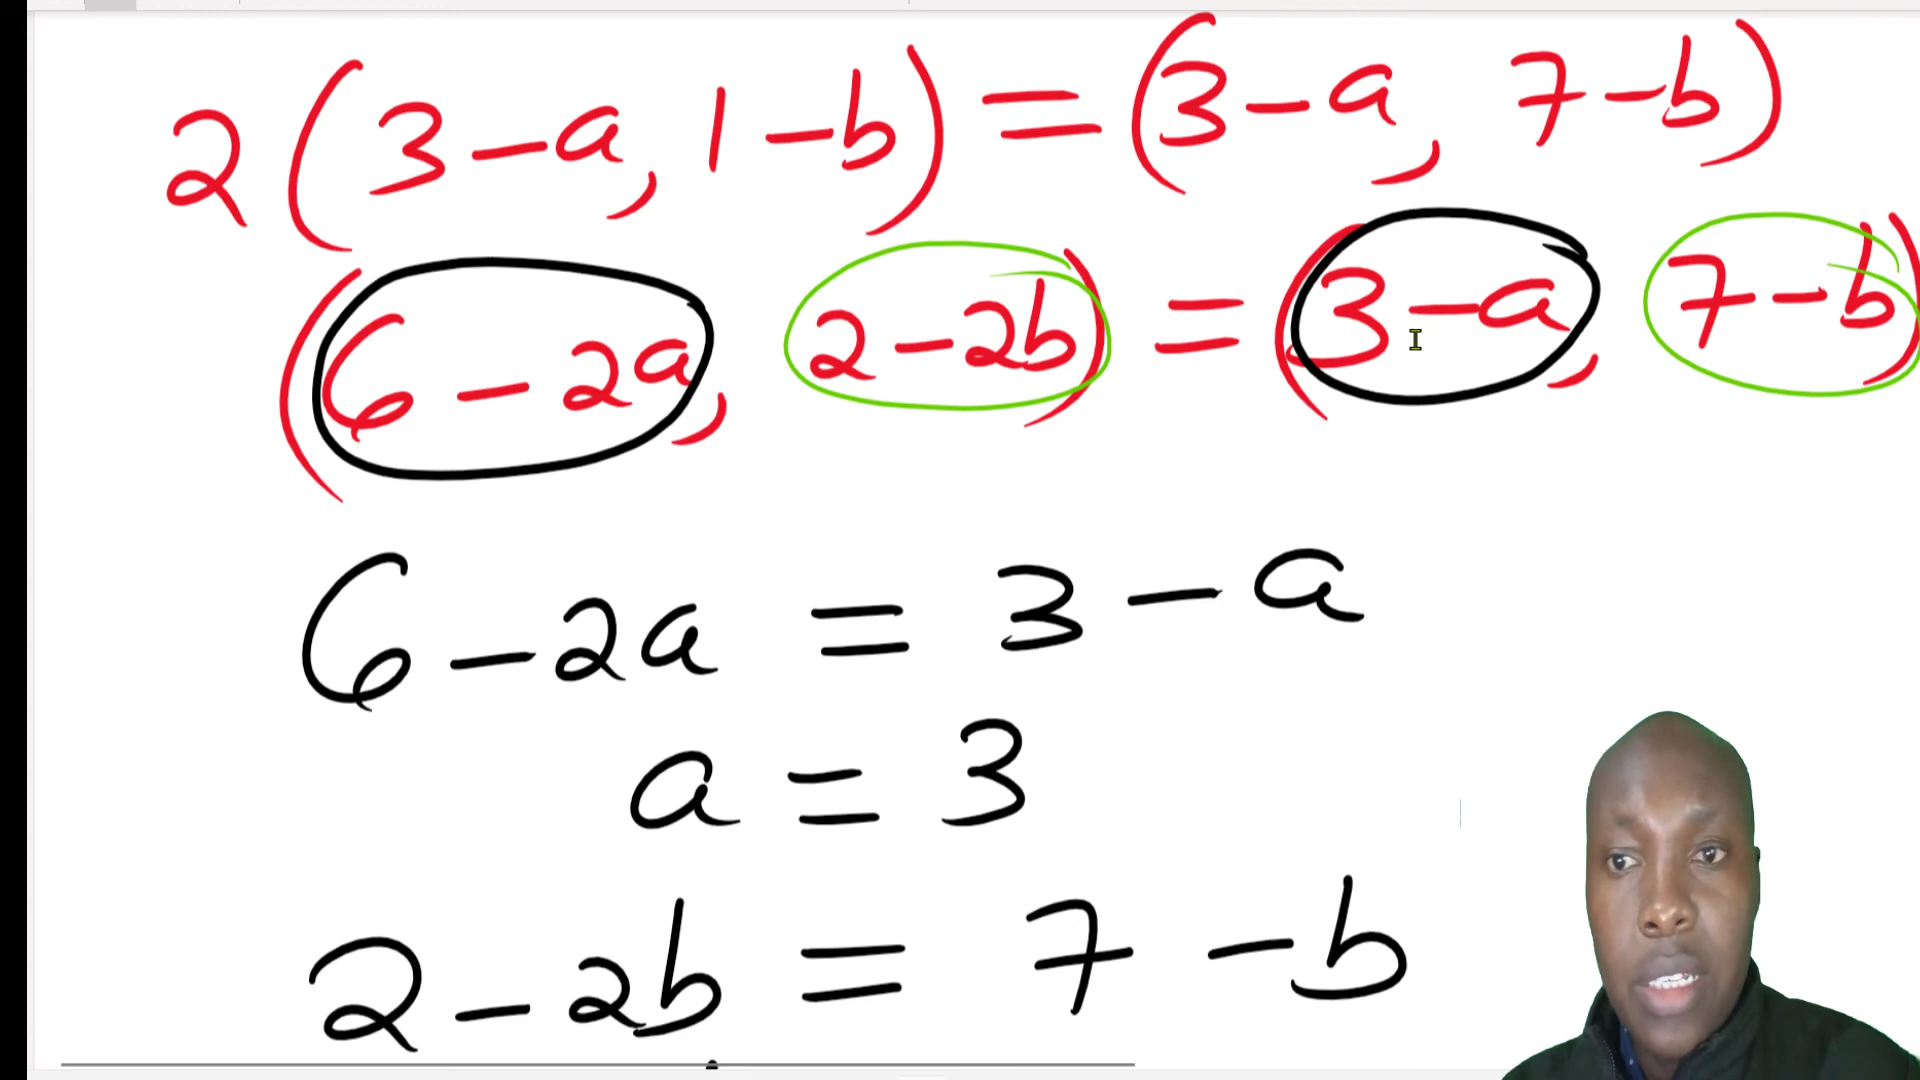 2(3-a, 1-b) = (3-a, 7-b)
(6-2a, 2-2b) = (3-a, 7-b)
6-2a = 3-a
a = 3
2-2b = 7-b